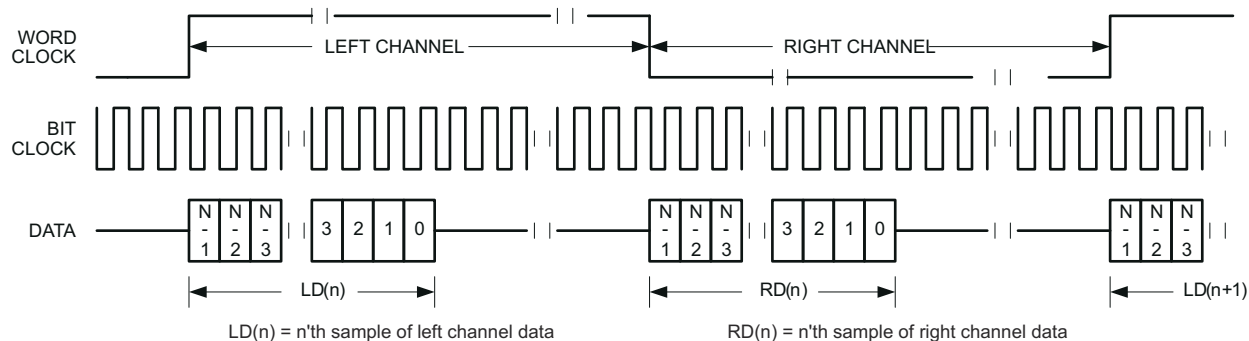 WORD
CLOCK
LEFT CHANNEL
RIGHT CHANNEL
BIT
CLOCK
DATA
N
-
1
N
-
2
N
-
3
3
2
1
0
N
-
1
N
-
2
N
-
3
3
2
1
0
N
-
1
N
-
2
N
-
3
LD(n)
RD(n)
LD(n+1)
LD(n) = n'th sample of left channel data
RD(n) = n'th sample of right channel data